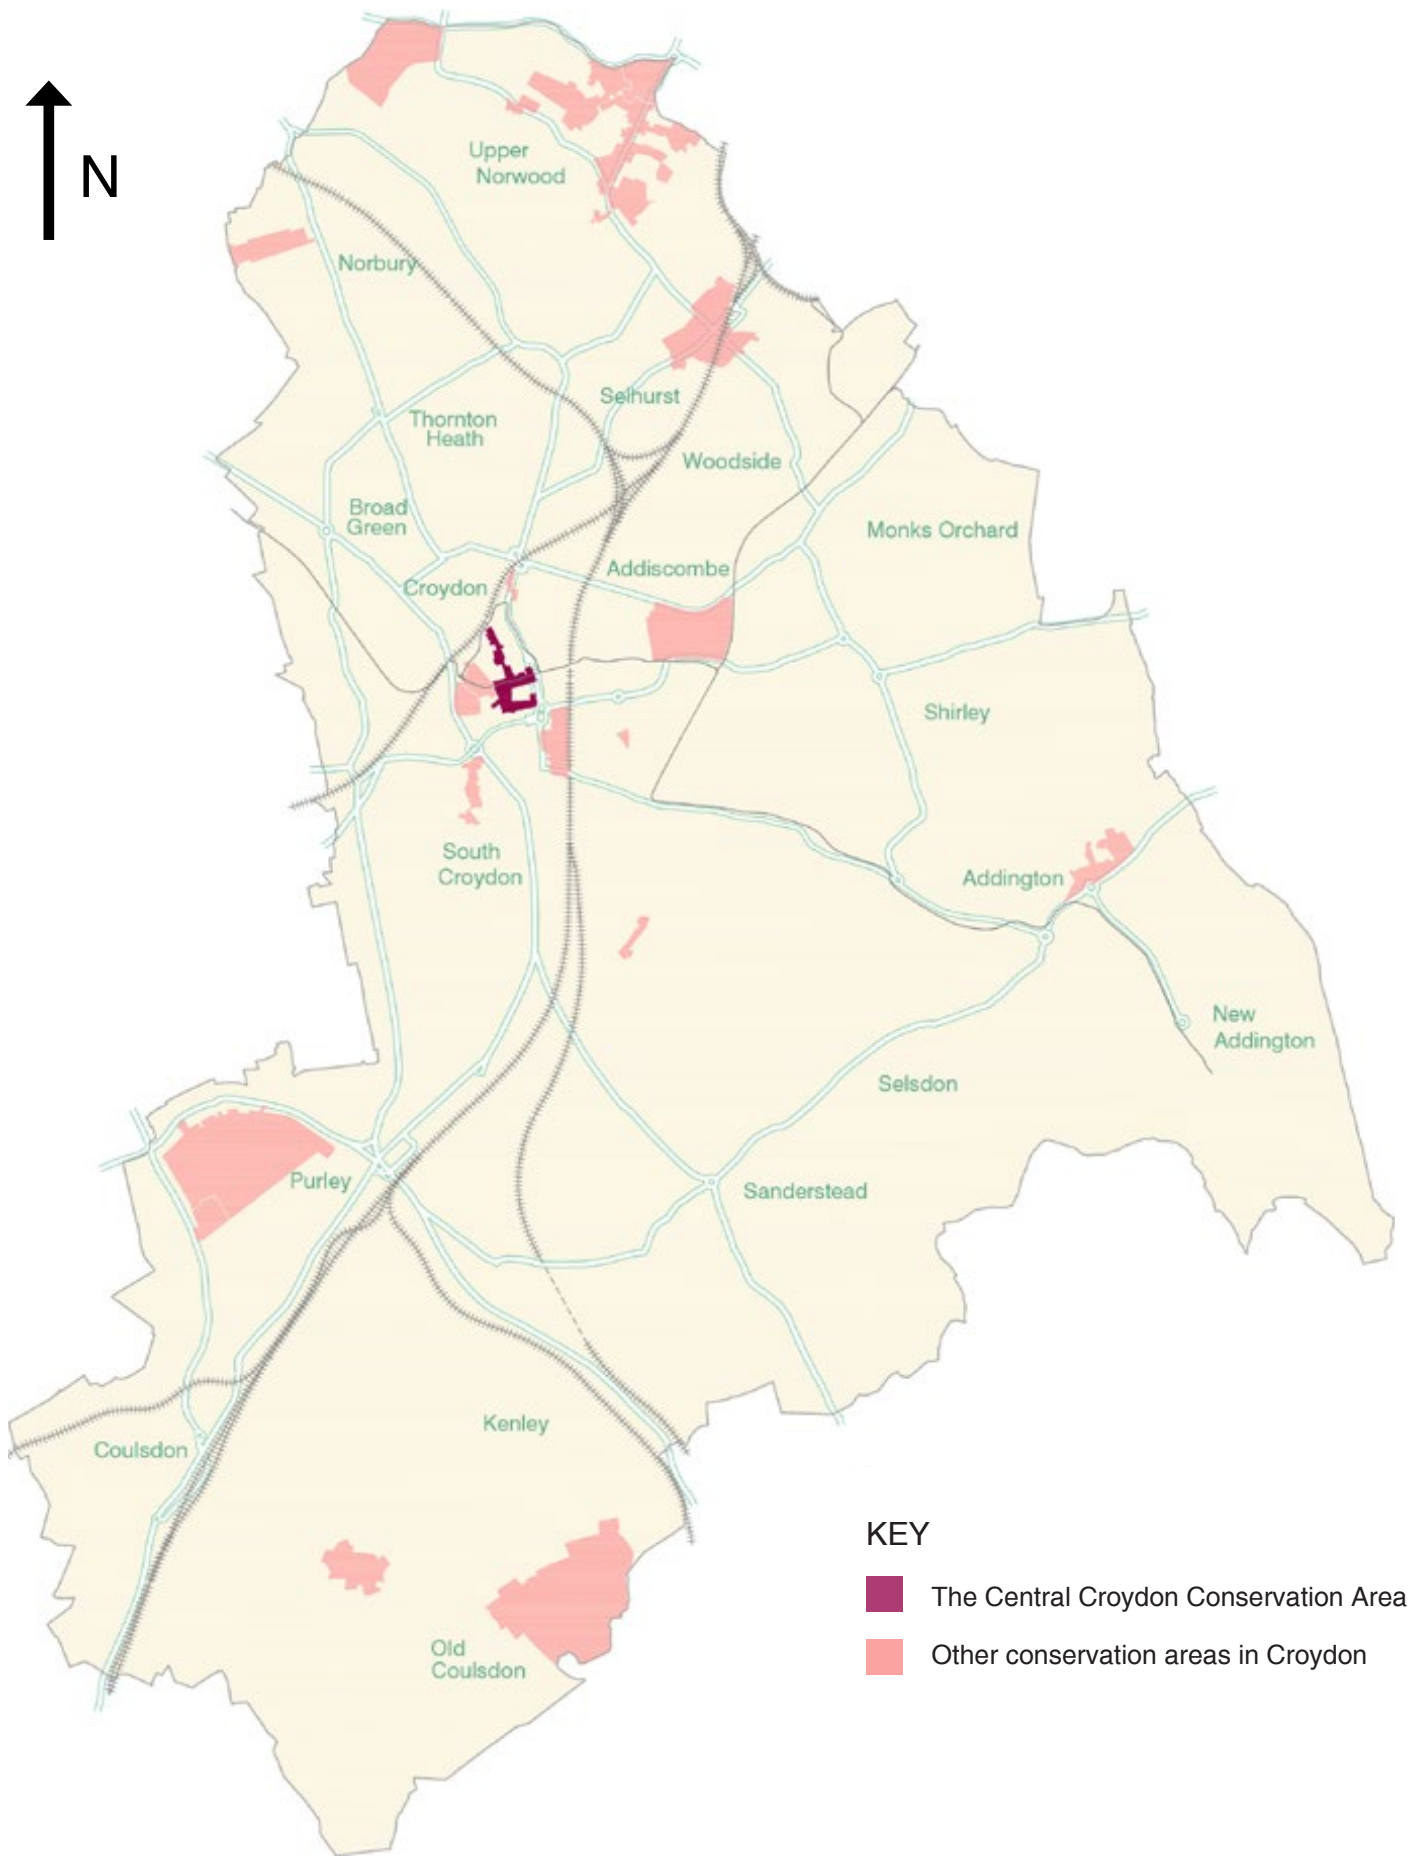 N
Upper
Norwood
Norbury
Selhurst
Thornton
Heath
Woodside
Broad
Green
Monks Orchard
Addiscombe
Croydon
Shirley
South
Croydon
Addington
New
Addington
Selsdon
Purley
Sanderstead
Kenley
Coulsdon
KEY
The Central Croydon Conservation Area
Other conservation areas in Croydon
Old
Coulsdon